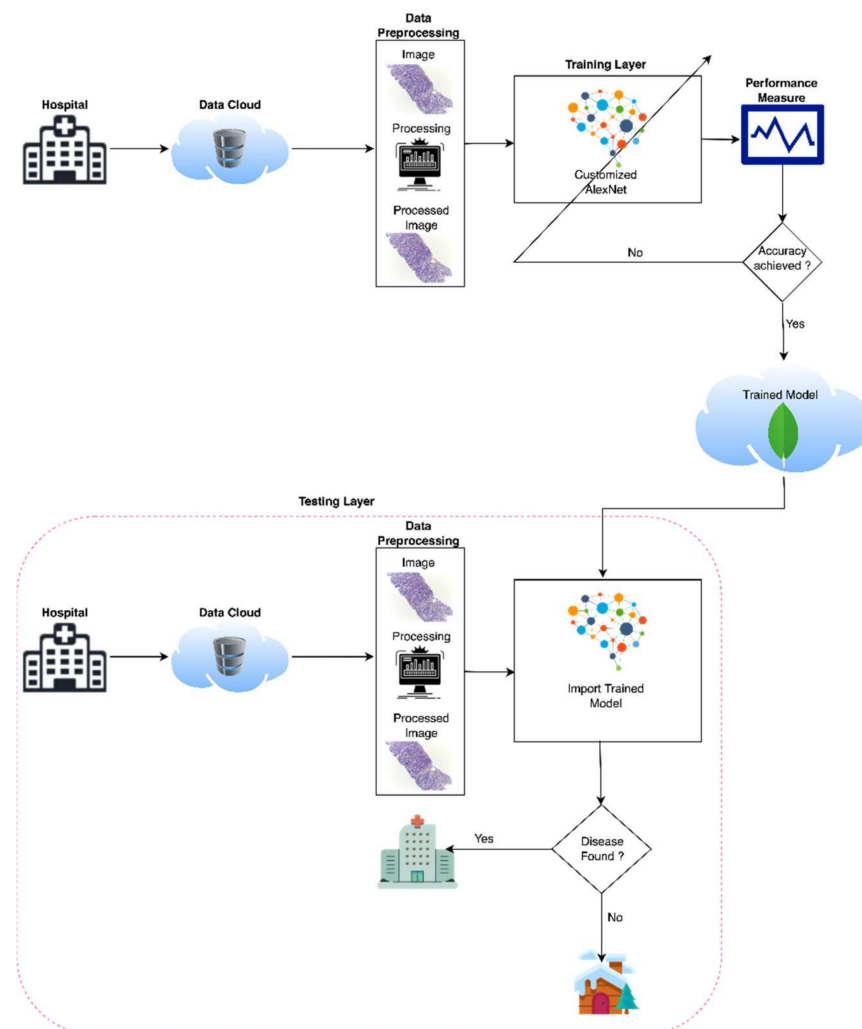 Data
Preprocessing
Image
Training Layer
Performance
Measure
Hospital
Data Cloud
Processing
Customized
AlexNet
Processed
Image
No
Accuracy
achieved ?
Yes
Trained Model
Testing Layer
Data
Preprocessing
Image
Hospital
Data Cloud
Processing
Import Trained
Model
Processed
Image
Yes
Disease
Found ?
No